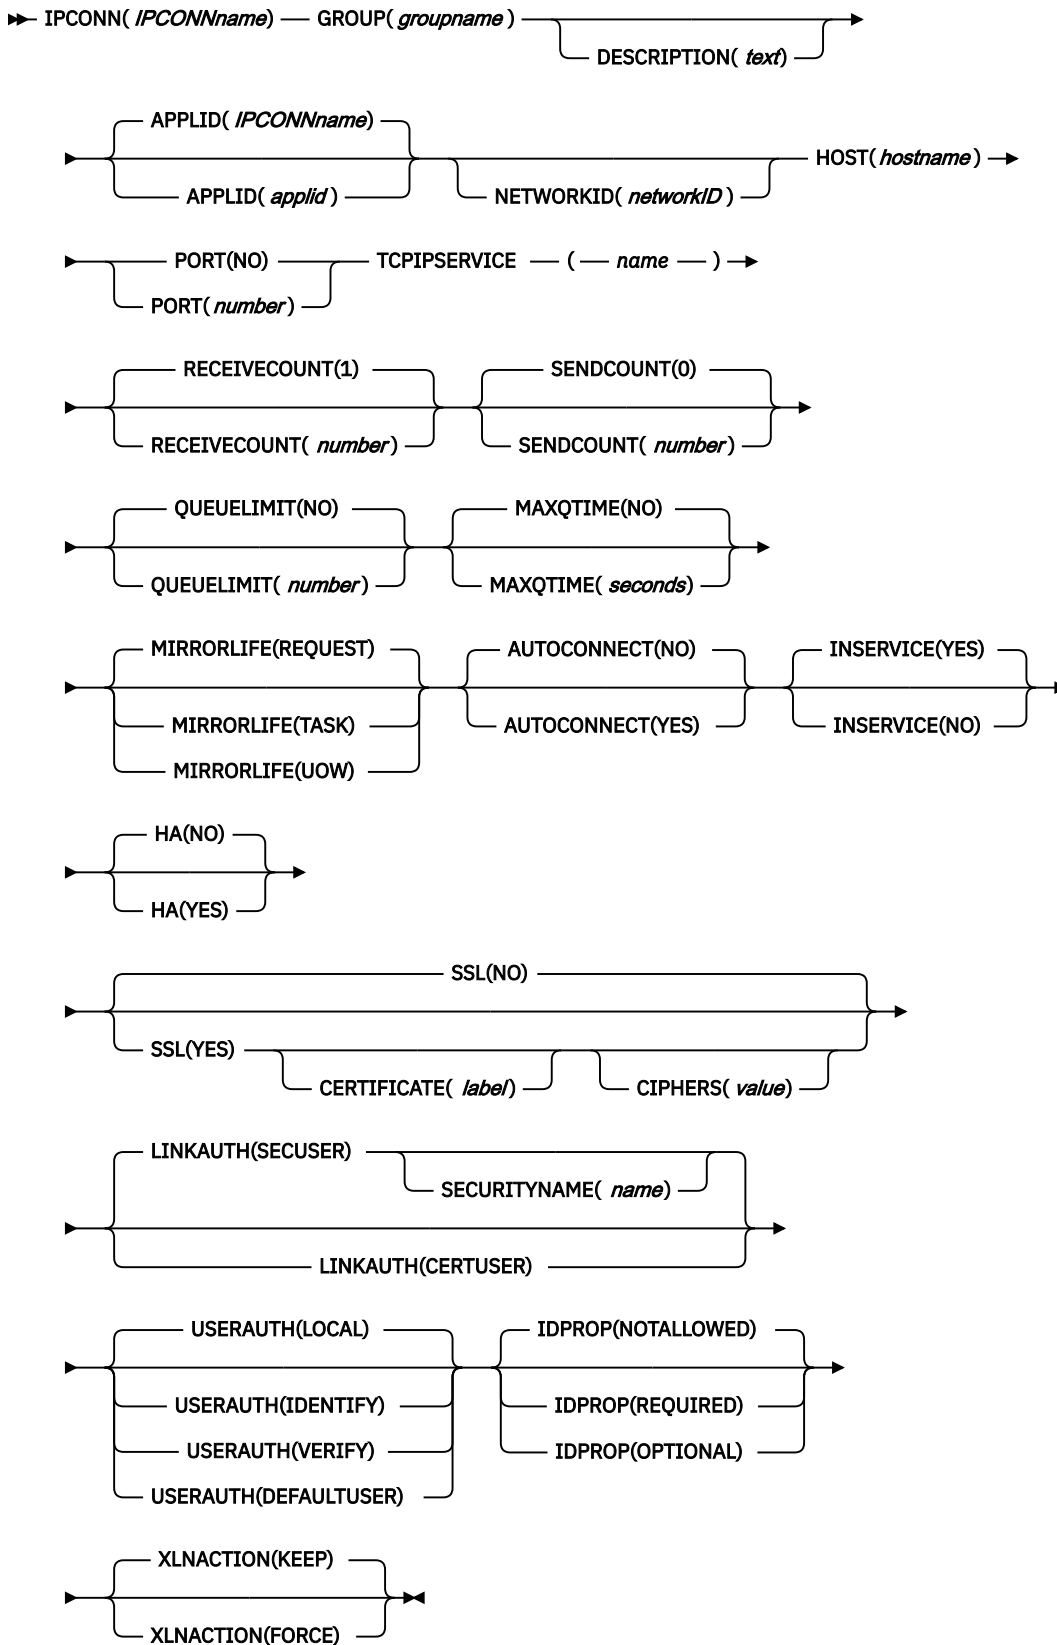 IPCONN( IPCONNname) GROUP( groupname )
DESCRIPTION( text)
APPLID( IPCONNname)
HOST( hostname )
APPLID( applid ) NETWORKID( networkID )
PORT(NO) TCPIPSERVICE ( name )
PORT( number )
RECEIVECOUNT(1) SENDCOUNT(0)
RECEIVECOUNT( number) SENDCOUNT( number)
QUEUELIMIT(NO) MAXQTIME(NO)
QUEUELIMIT( number ) MAXQTIME( seconds)
MIRRORLIFE(REQUEST) AUTOCONNECT(NO) INSERVICE(YES)
MIRRORLIFE(TASK) AUTOCONNECT(YES) INSERVICE(NO)
MIRRORLIFE(UOW)
HA(NO)
HA(YES)
SSL(NO)
SSL(YES)
CERTIFICATE( label) CIPHERS( value)
LINKAUTH(SECUSER)
SECURITYNAME( name)
LINKAUTH(CERTUSER)
USERAUTH(LOCAL) IDPROP(NOTALLOWED)
USERAUTH(IDENTIFY) IDPROP(REQUIRED)
USERAUTH(VERIFY) IDPROP(OPTIONAL)
USERAUTH(DEFAULTUSER)
XLNACTION(KEEP)
XLNACTION(FORCE)